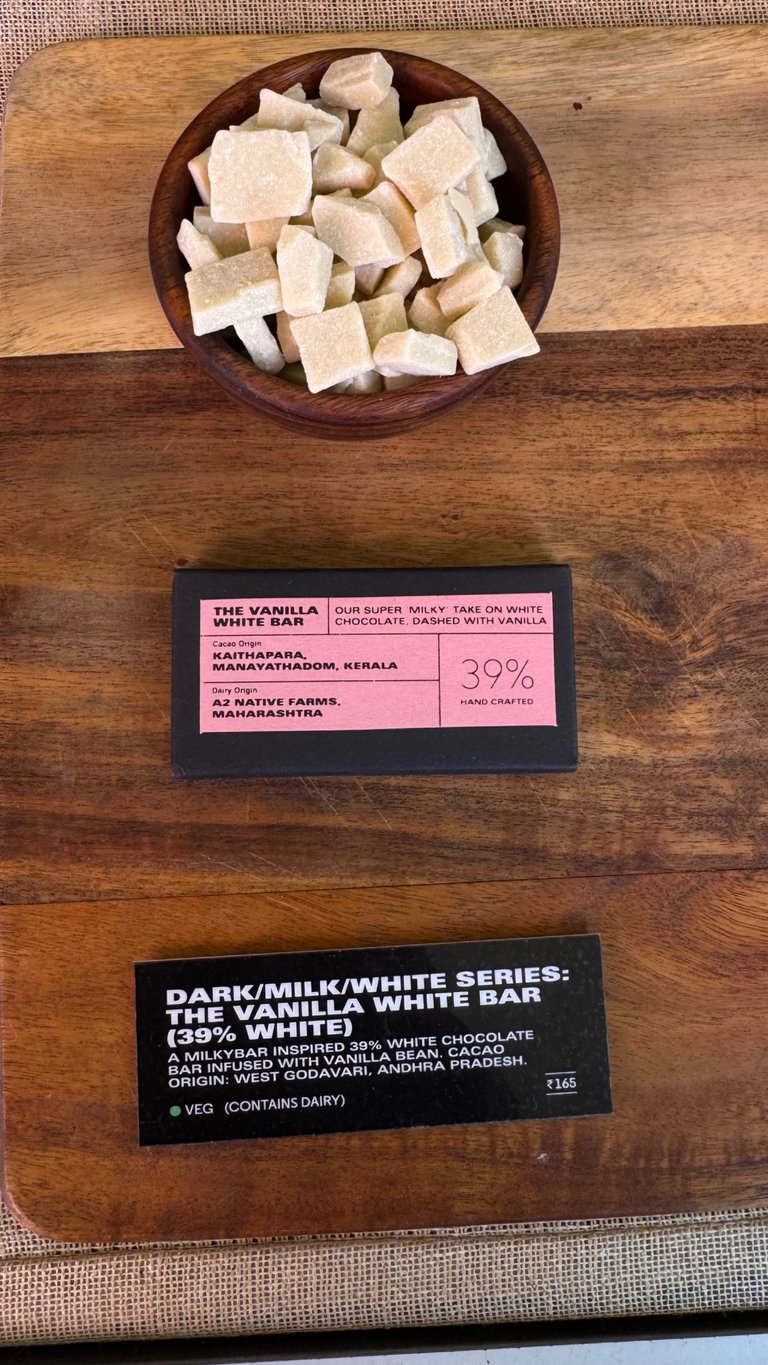 THE VANILLA
WHITE BAR
OUR SUPER 'MILKY' TAKE ON WHITE
CHOCOLATE, DASHED WITH VANILLA
Cacao Origin
KAITHAPARA,
MANAYATHADOM, KERALA
Dairy Origin
A2 NATIVE FARMS,
MAHARASHTRA
39%
HAND CRAFTED
DARK/MILK/WHITE SERIES:
THE VANILLA WHITE BAR
(39% WHITE)
A MILKYBAR INSPIRED 39% WHITE CHOCOLATE
BAR INFUSED WITH VANILLA BEAN. CACAO
ORIGIN: WEST GODAVARI, ANDHRA PRADESH.
₹165
VEG (CONTAINS DAIRY)